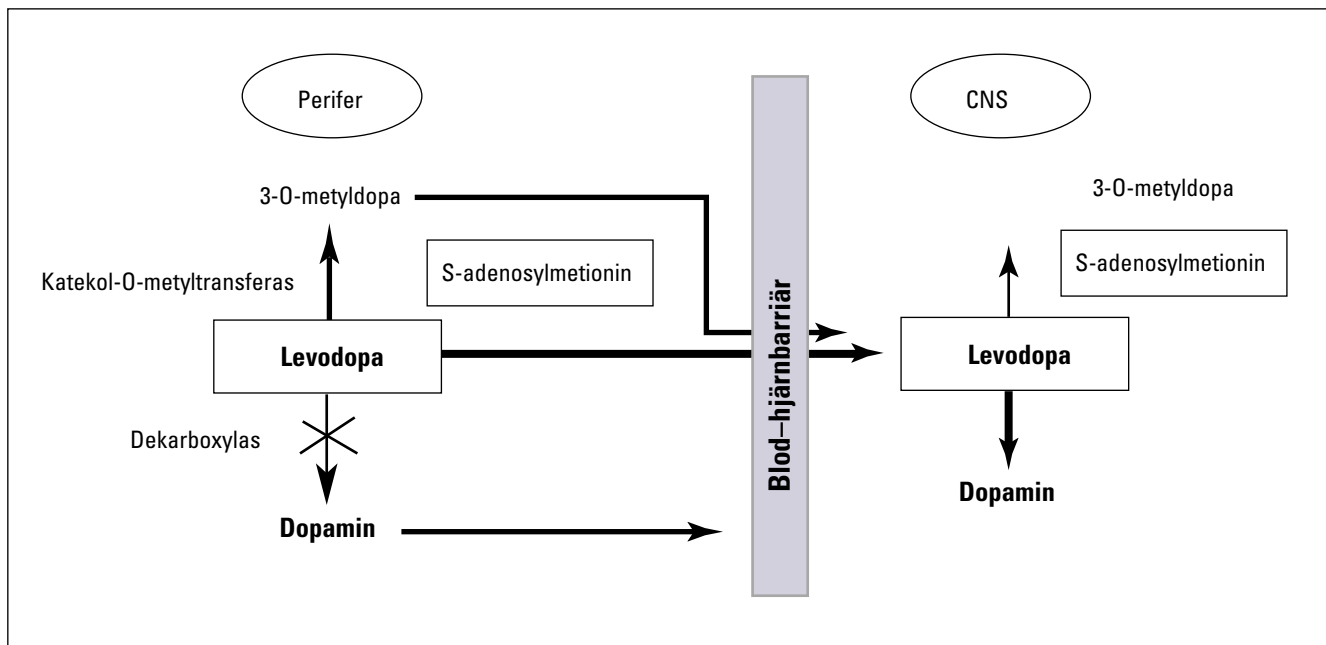 Perifer
CNS
3-O-metyldopa
3-O-metyldopa
Katekol-O-metyltransferas
S-adenosylmetionin
S-adenosylmetionin
Levodopa
Levodopa
Blod–hjärnbarriär
Dekarboxylas
Dopamin
Dopamin